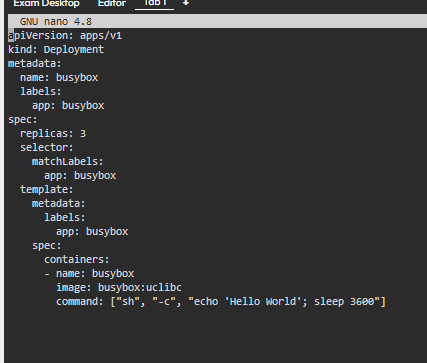 Exam Desktop Editor Tab 1 +
GNU nano 4.8
apiVersion: apps/v1
kind: Deployment
metadata:
  name: busybox
  labels:
    app: busybox
spec:
  replicas: 3
  selector:
    matchLabels:
      app: busybox
  template:
    metadata:
      labels:
        app: busybox
    spec:
      containers:
      - name: busybox
        image: busybox:uclibc
        command: ["sh", "-c", "echo 'Hello World'; sleep 3600"]